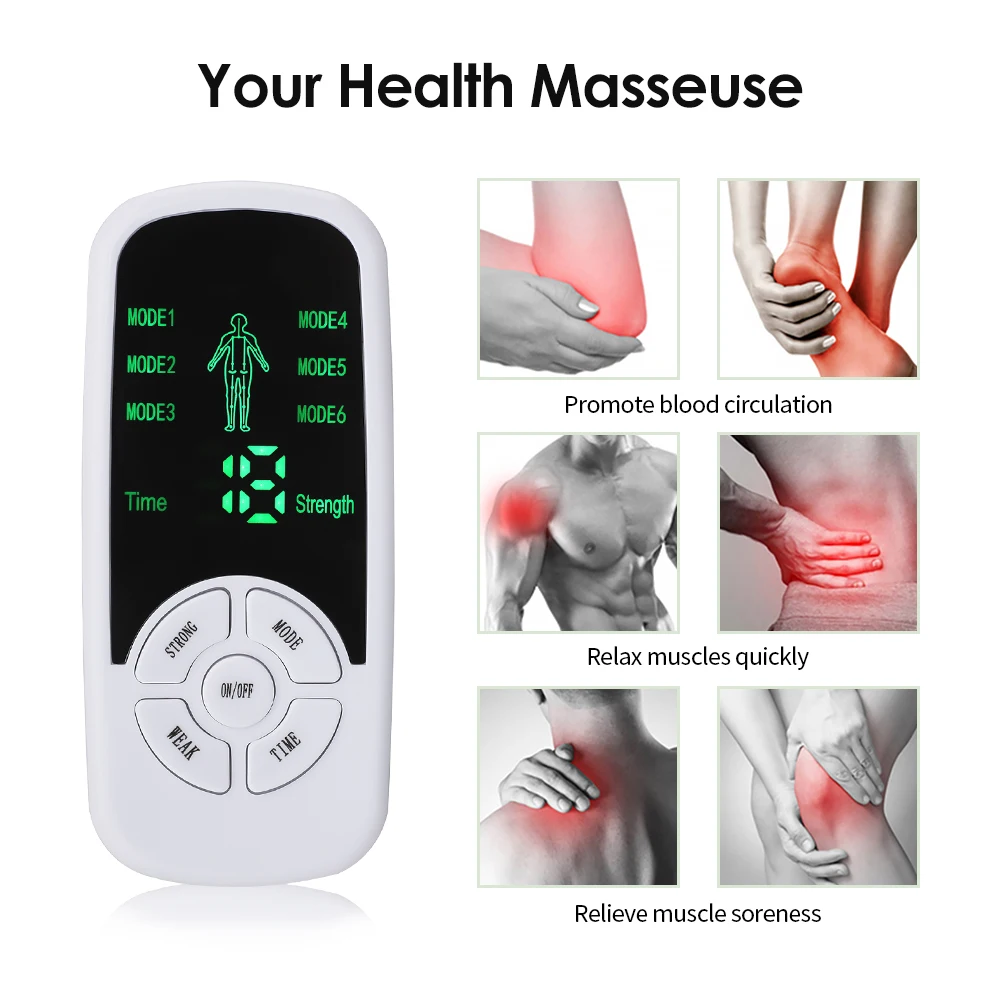 Your Health Masseuse
MODE1
MODE2
MODE3
MODE4
MODE5
MODE6
18
Time
Strength
STRONG
MODE
ON/OFF
WEAK
TIME
Promote blood circulation
Relax muscles quickly
Relieve muscle soreness